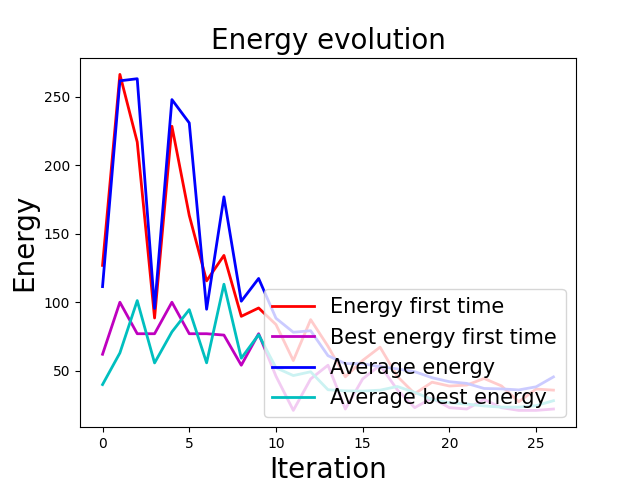 Energy evolution
Energy
250
200
150
100
50
Energy first time
Best energy first time
Average energy
Average best energy
0
5
10
15
20
25
Iteration